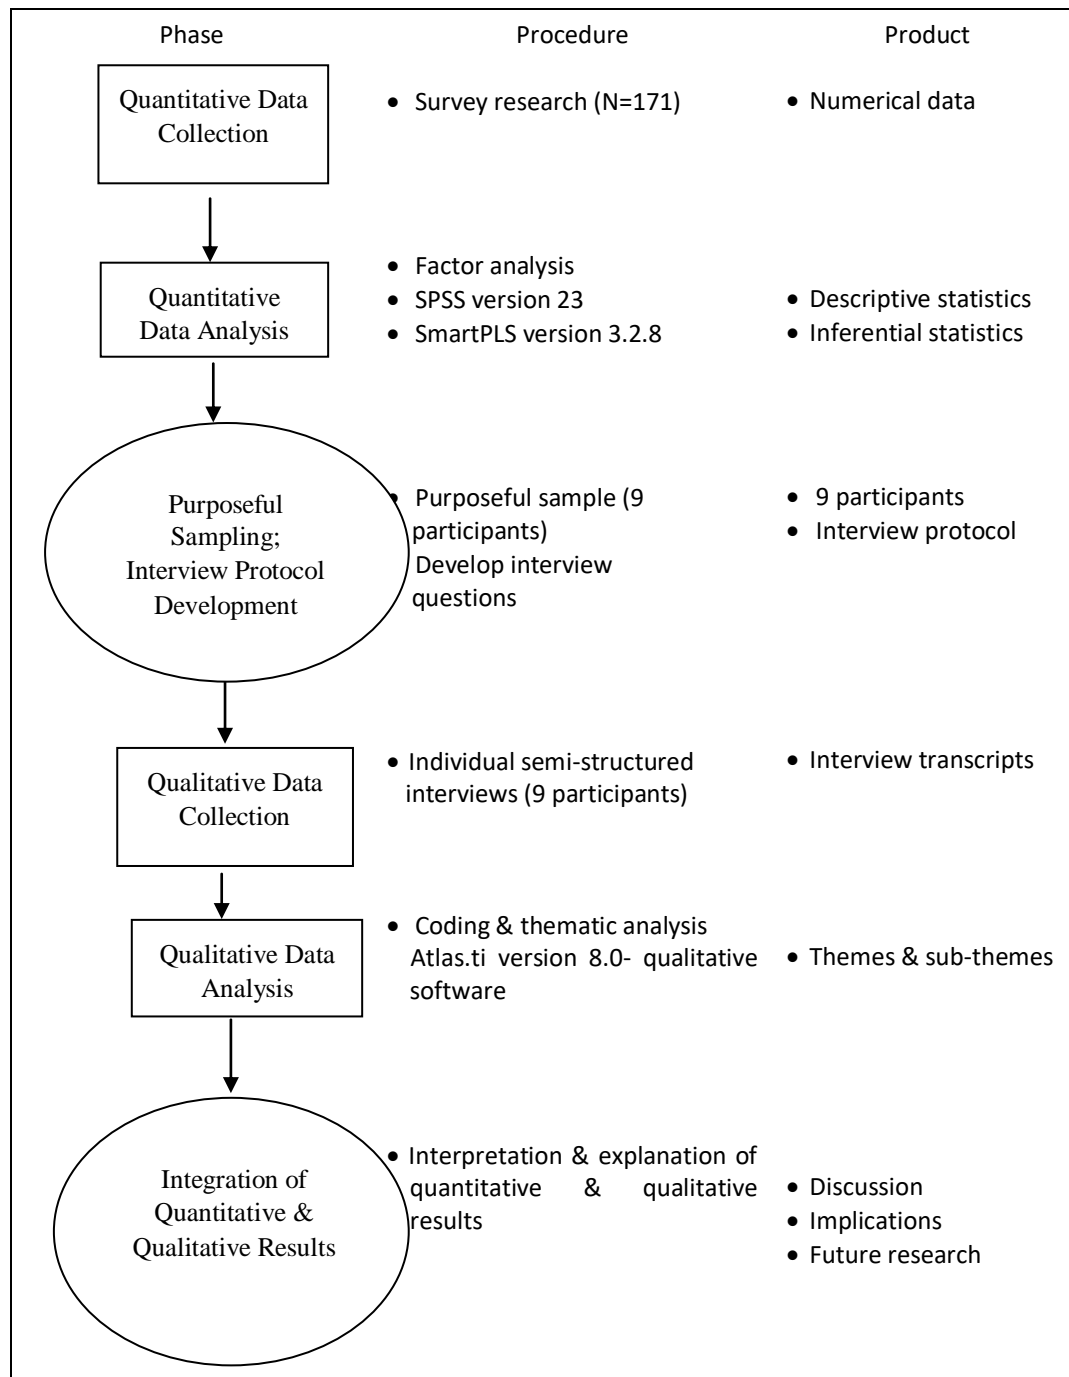 Phase Procedure Product
Quantitative Data
Collection
• Survey research (N=171)
• Numerical data
Quantitative
Data Analysis
• Factor analysis
• SPSS version 23
• SmartPLS version 3.2.8
• Descriptive statistics
• Inferential statistics
Purposeful
Sampling;
Interview Protocol
Development
• Purposeful sample (9
participants)
Develop interview
questions
• 9 participants
• Interview protocol
Qualitative Data
Collection
• Individual semi-structured
interviews (9 participants)
• Interview transcripts
Qualitative Data
Analysis
• Coding & thematic analysis
Atlas.ti version 8.0- qualitative
software
• Themes & sub-themes
Integration of
Quantitative &
Qualitative Results
• Interpretation & explanation of
quantitative & qualitative
results
• Discussion
• Implications
• Future research